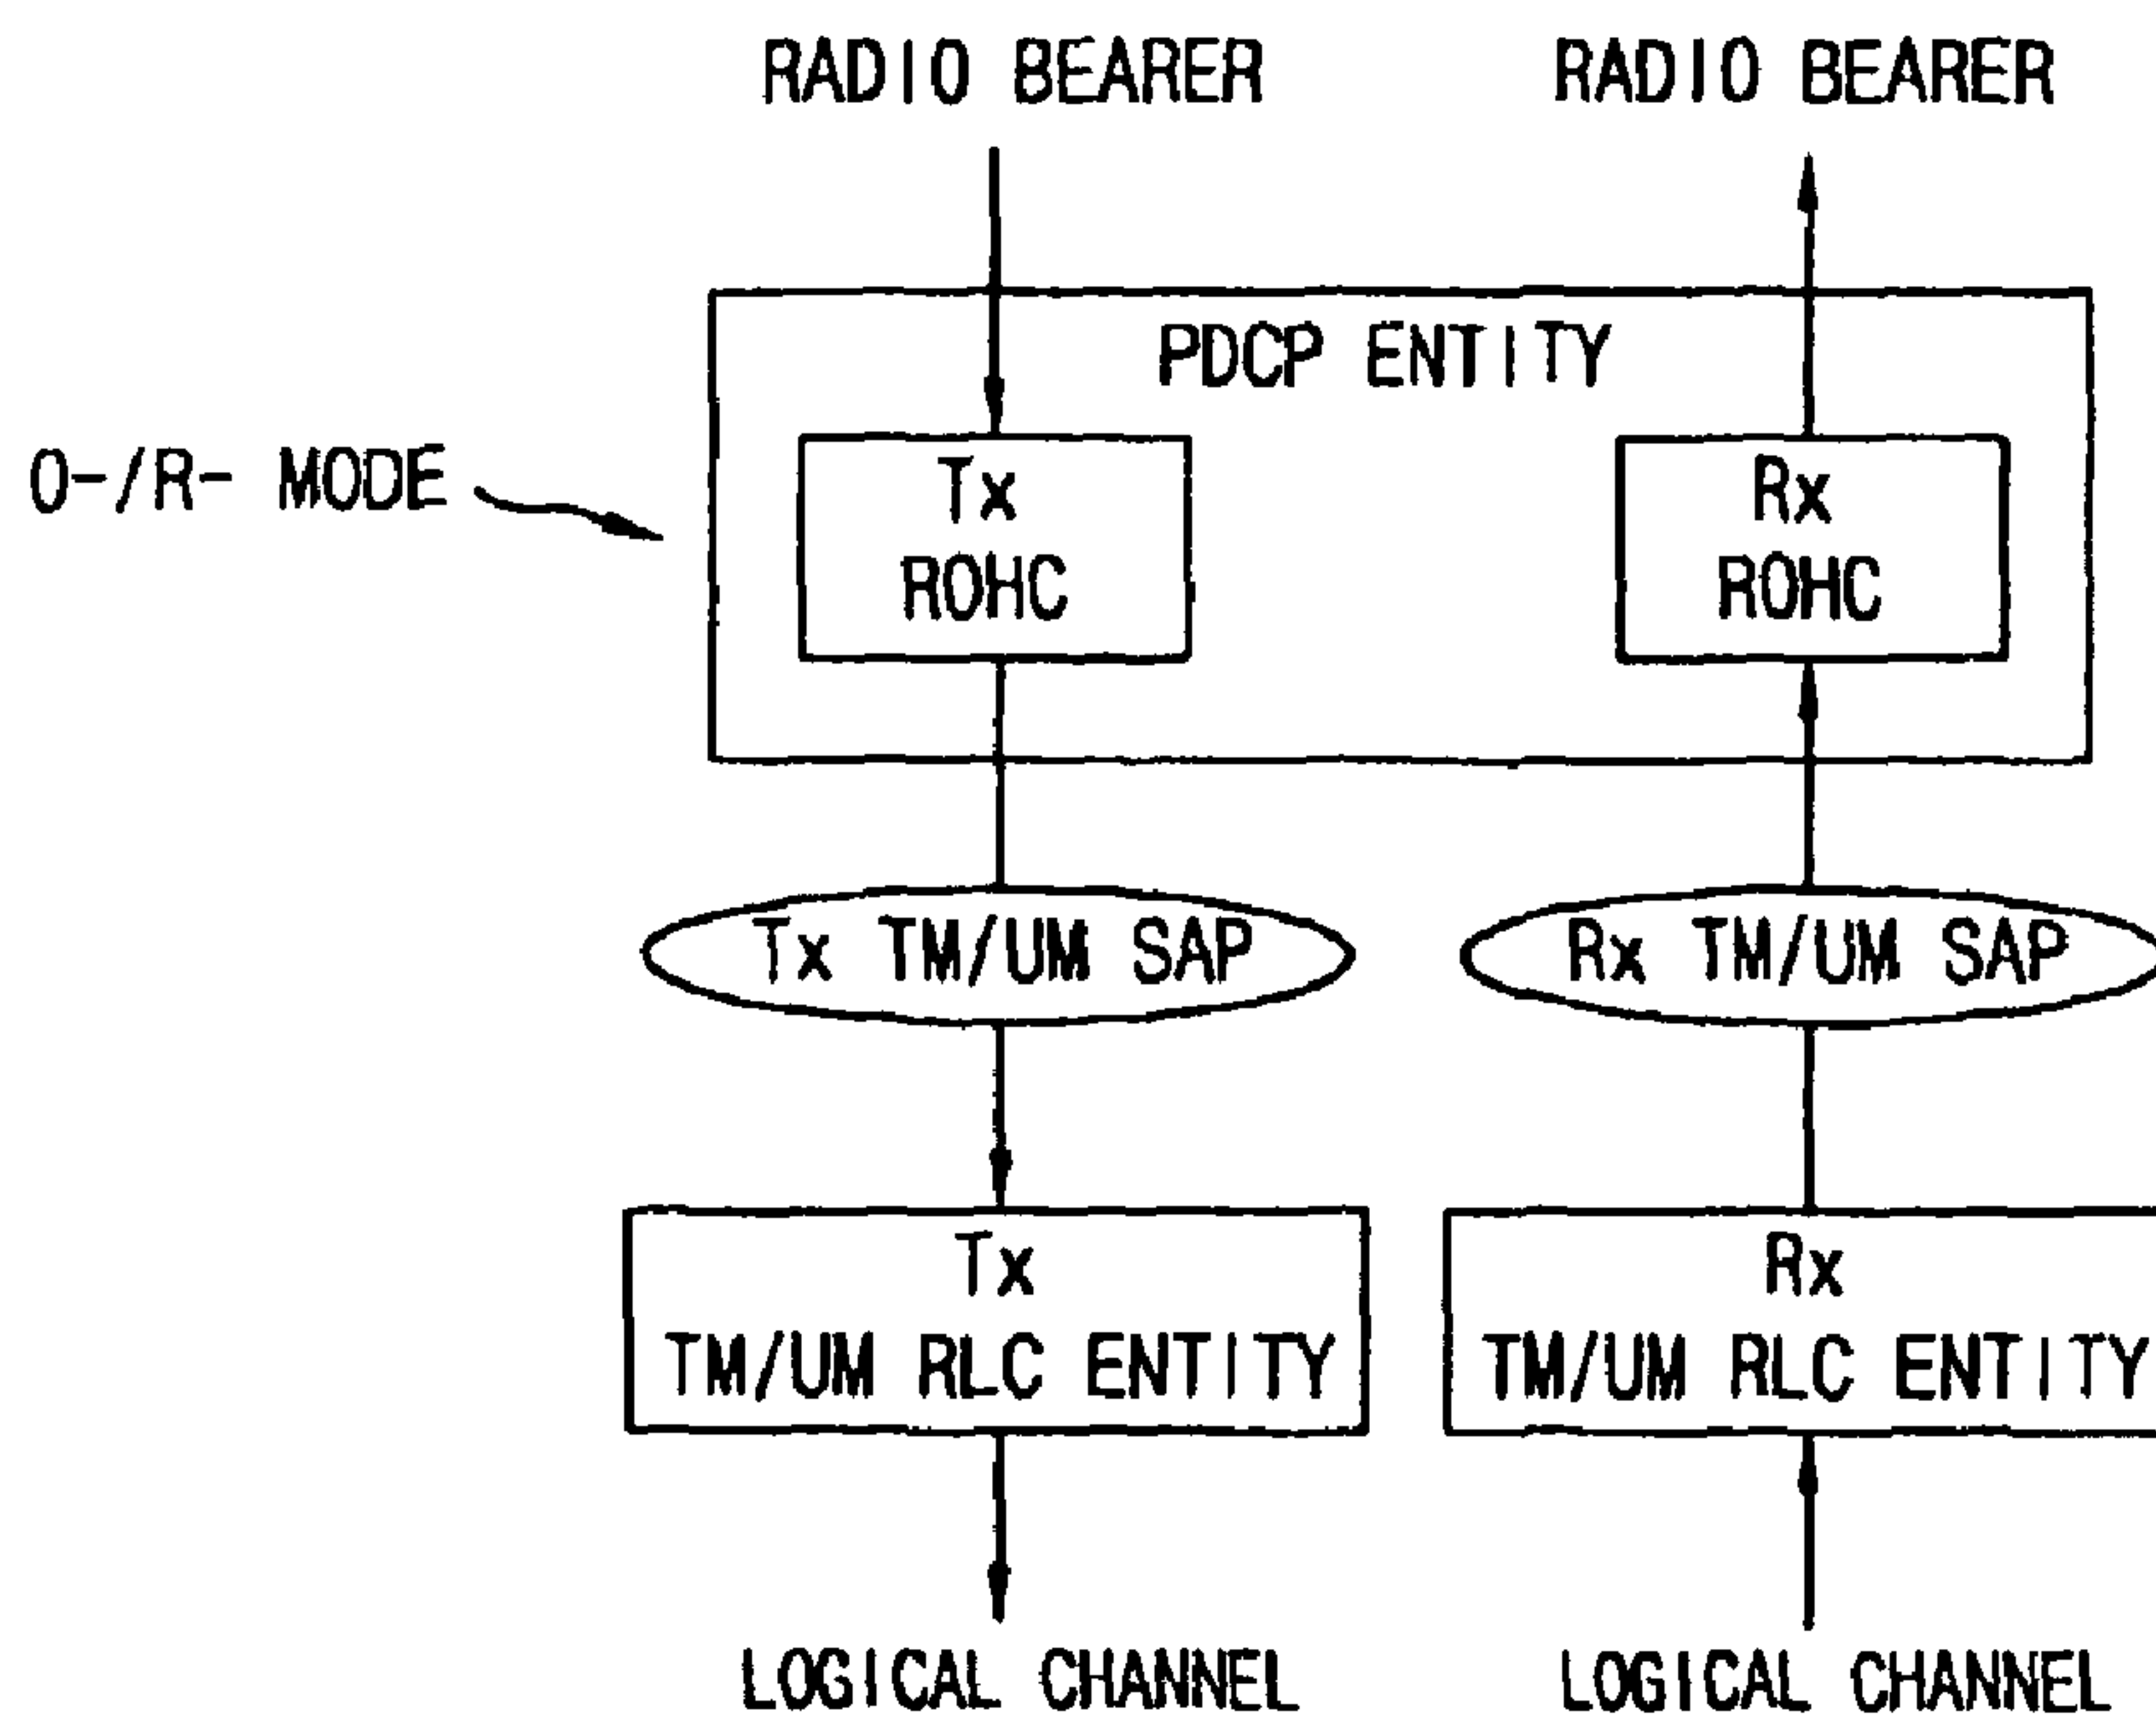 RADIO BEARER
RADIO BEARER
PDCP ENTITY
O-/R- MODE
Tx
ROHC
Rx
ROHC
Tx TM/UM SAP
Rx TM/UM SAP
Tx
TM/UM RLC ENTITY
Rx
TM/UM RLC ENTITY
LOGICAL CHANNEL
LOGICAL CHANNEL